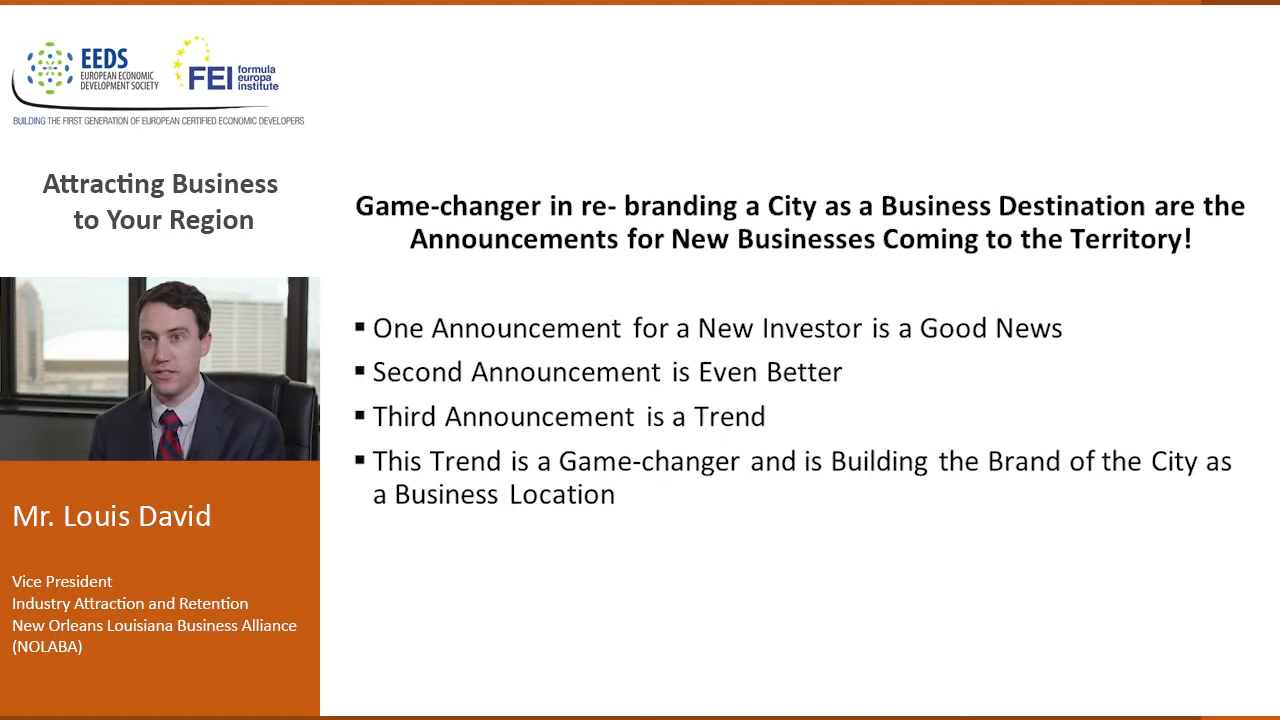 EEDS
EUROPEAN ECONOMIC
DEVELOPMENT SOCIETY
FEI formula
europa
institute
BUILDING THE FIRST GENERATION OF EUROPEAN CERTIFIED ECONOMIC DEVELOPERS
Attracting Business
to Your Region
Mr. Louis David
Vice President
Industry Attraction and Retention
New Orleans Louisiana Business Alliance
(NOLABA)
Game-changer in re- branding a City as a Business Destination are the
Announcements for New Businesses Coming to the Territory!
▪ One Announcement for a New Investor is a Good News
▪ Second Announcement is Even Better
▪ Third Announcement is a Trend
▪ This Trend is a Game-changer and is Building the Brand of the City as
a Business Location